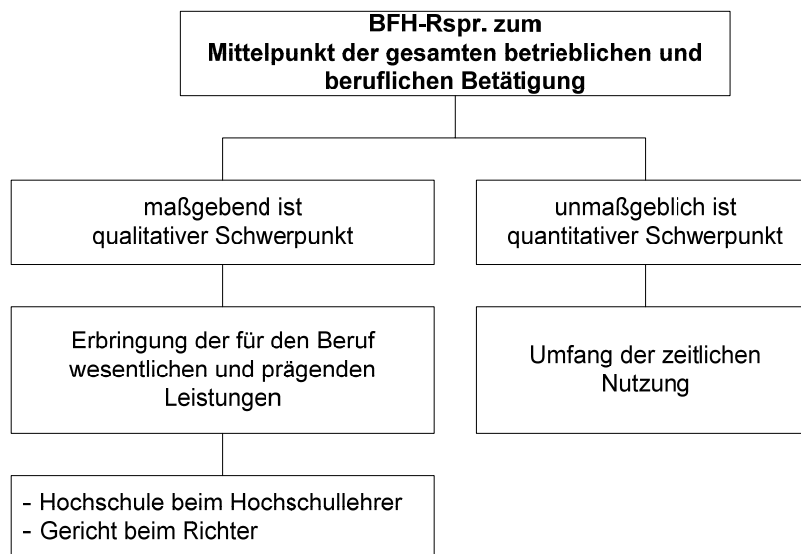 BFH-Rspr. zum
Mittelpunkt der gesamten betrieblichen und
beruflichen Betätigung
maßgebend ist
qualitativer Schwerpunkt
unmaßgeblich ist
quantitativer Schwerpunkt
Erbringung der für den Beruf
wesentlichen und prägenden
Leistungen
Umfang der zeitlichen
Nutzung
- Hochschule beim Hochschullehrer
- Gericht beim Richter